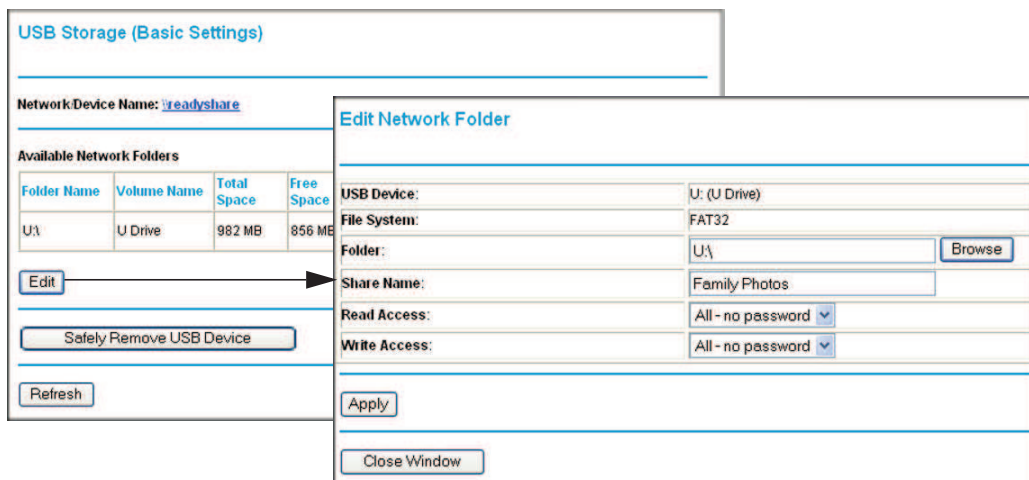 USB Storage (Basic Settings)
Network/Device Name: \\readyshare
Available Network Folders
Folder Name Volume Name Total Space Free Space
U:\ U Drive 982 MB 856 MB
Edit
Safely Remove USB Device
Refresh
Edit Network Folder
USB Device: U: (U Drive)
File System: FAT32
Folder: U:\ Browse
Share Name: Family Photos
Read Access: All - no password
Write Access: All - no password
Apply
Close Window